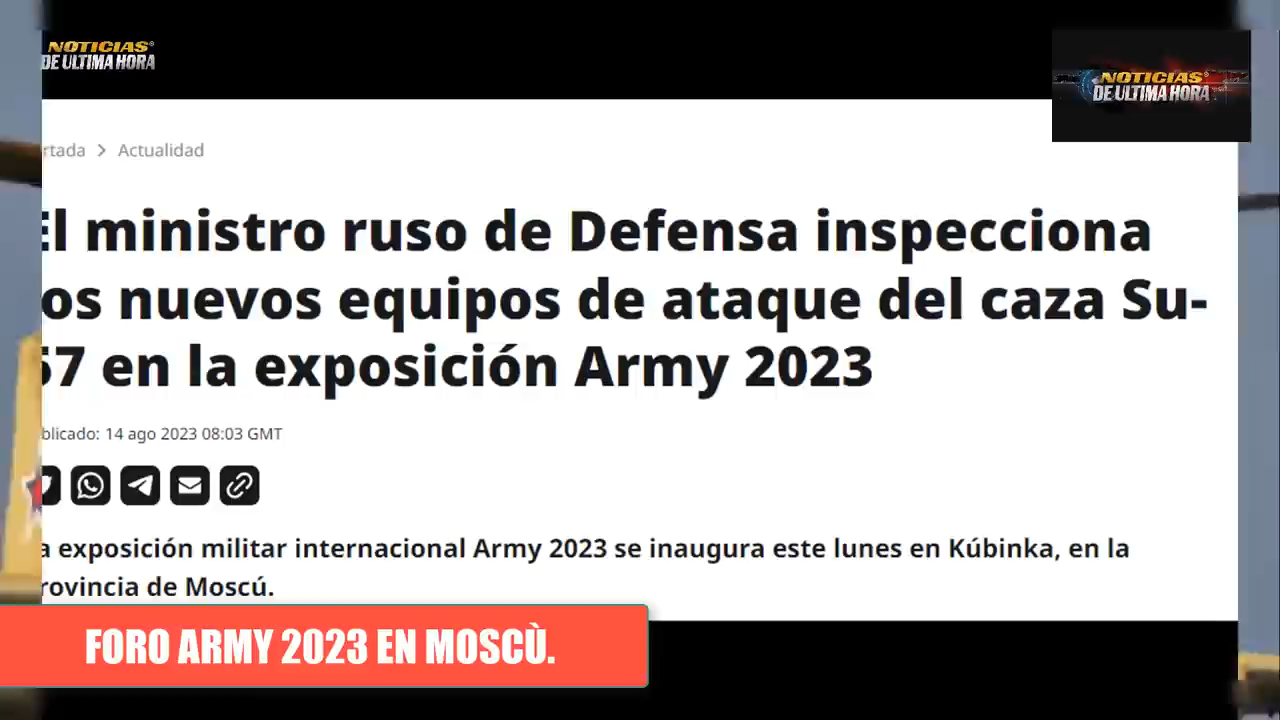 NOTICIAS
DE ULTIMA HORA
NOTICIAS
DE ULTIMA HORA
rtada > Actualidad
El ministro ruso de Defensa inspecciona
los nuevos equipos de ataque del caza Su-
57 en la exposición Army 2023
blicado: 14 ago 2023 08:03 GMT
a exposición militar internacional Army 2023 se inaugura este lunes en Kúbinka, en la
rovincia de Moscú.
FORO ARMY 2023 EN MOSCÙ.